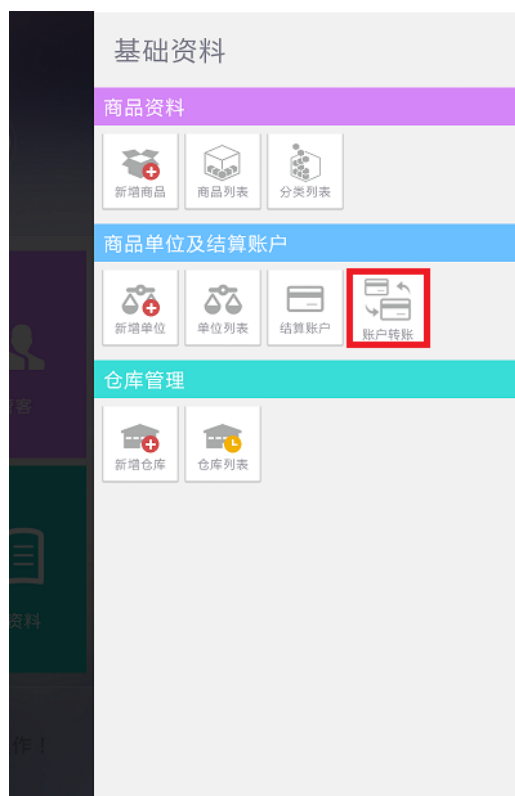 基础资料
商品资料
新增商品 商品列表 分类列表
商品单位及结算账户
新增单位 单位列表 结算账户 账户转账
仓库管理
新增仓库 仓库列表
客
资料
作！